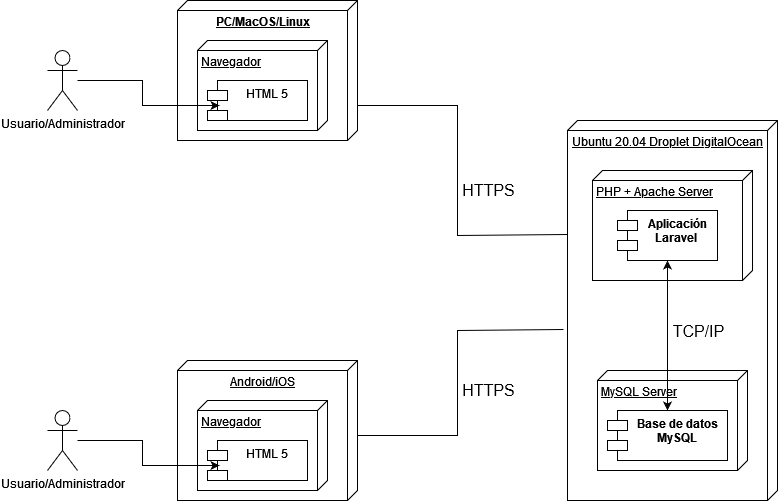 PC/MacOS/Linux
Navegador
HTML 5
Usuario/Administrador
HTTPS
Ubuntu 20.04 Droplet DigitalOcean
PHP + Apache Server
Aplicación
Laravel
TCP/IP
MySQL Server
Base de datos
MySQL
HTTPS
Android/iOS
Navegador
HTML 5
Usuario/Administrador